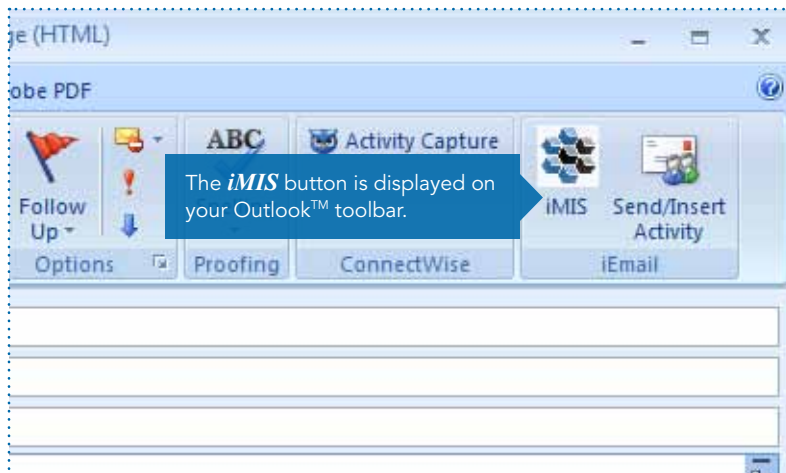 ge (HTML)
obe PDF
ABC
Activity Capture
The iMIS button is displayed on
your Outlook™ toolbar.
Follow
Up
iMIS
Send/Insert
Activity
Options
Proofing
ConnectWise
iEmail